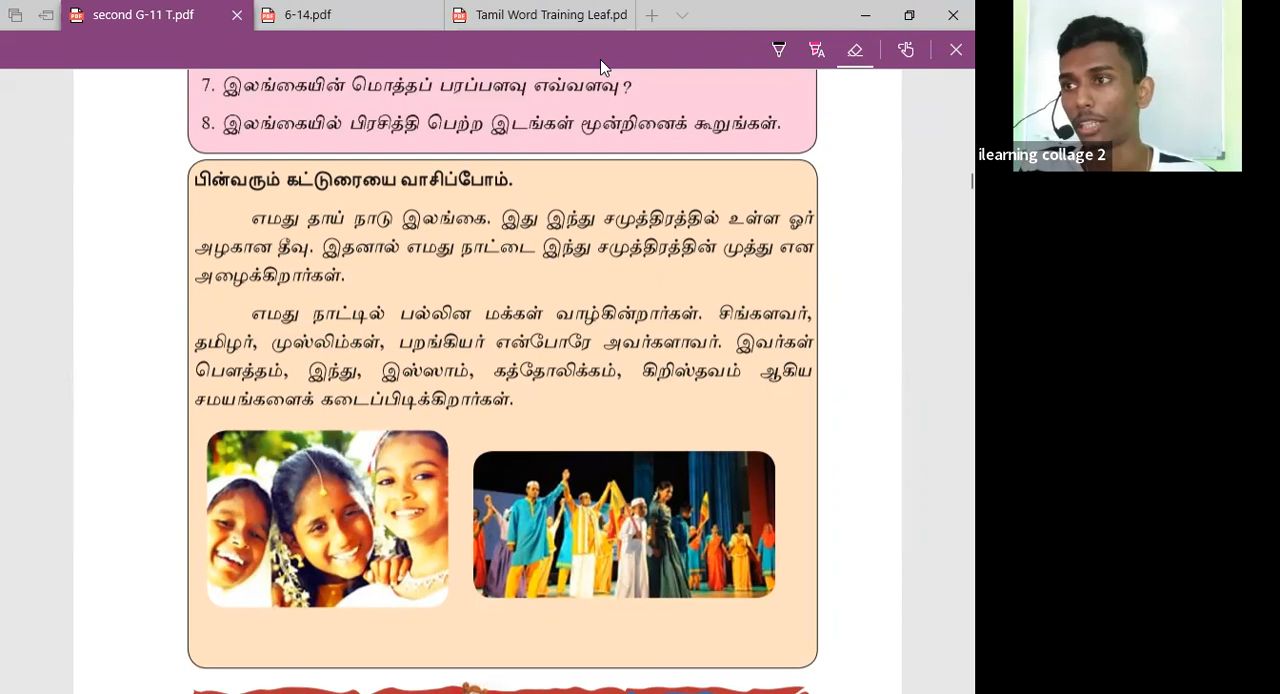 second G-11 T.pdf
6-14.pdf
Tamil Word Training Leaf.pd
7. இலங்கையின் மொத்தப் பரப்பளவு எவ்வளவு?
8. இலங்கையில் பிரசித்தி பெற்ற இடங்கள் மூன்றினைக் கூறுங்கள்.
ilearning collage 2
பின்வரும் கட்டுரையை வாசிப்போம்.
எமது தாய் நாடு இலங்கை. இது இந்து சமுத்திரத்தில் உள்ள ஓர்
அழகான தீவு. இதனால் எமது நாட்டை இந்து சமுத்திரத்தின் முத்து என
அழைக்கிறார்கள்.
எமது நாட்டில் பல்லின மக்கள் வாழ்கின்றார்கள். சிங்களவர்,
தமிழர், முஸ்லிம்கள், பறங்கியர் என்போரே அவர்களாவர். இவர்கள்
பௌத்தம், இந்து, இஸ்ஸாம், கத்தோலிக்கம், கிறிஸ்தவம் ஆகிய
சமயங்களைக் கடைப்பிடிக்கிறார்கள்.